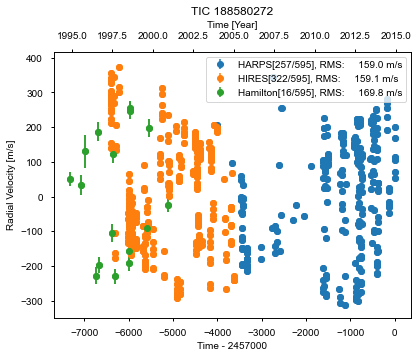 TIC 188580272
Time [Year]
1995.0 1997.5 2000.0 2002.5 2005.0 2007.5 2010.0 2012.5 2015.0
HARPS[257/595], RMS: 159.0 m/s
HIRES[322/595], RMS: 159.1 m/s
Hamilton[16/595], RMS: 169.8 m/s
400
300
200
100
0
−100
−200
−300
Radial Velocity [m/s]
−7000 −6000 −5000 −4000 −3000 −2000 −1000 0
Time - 2457000